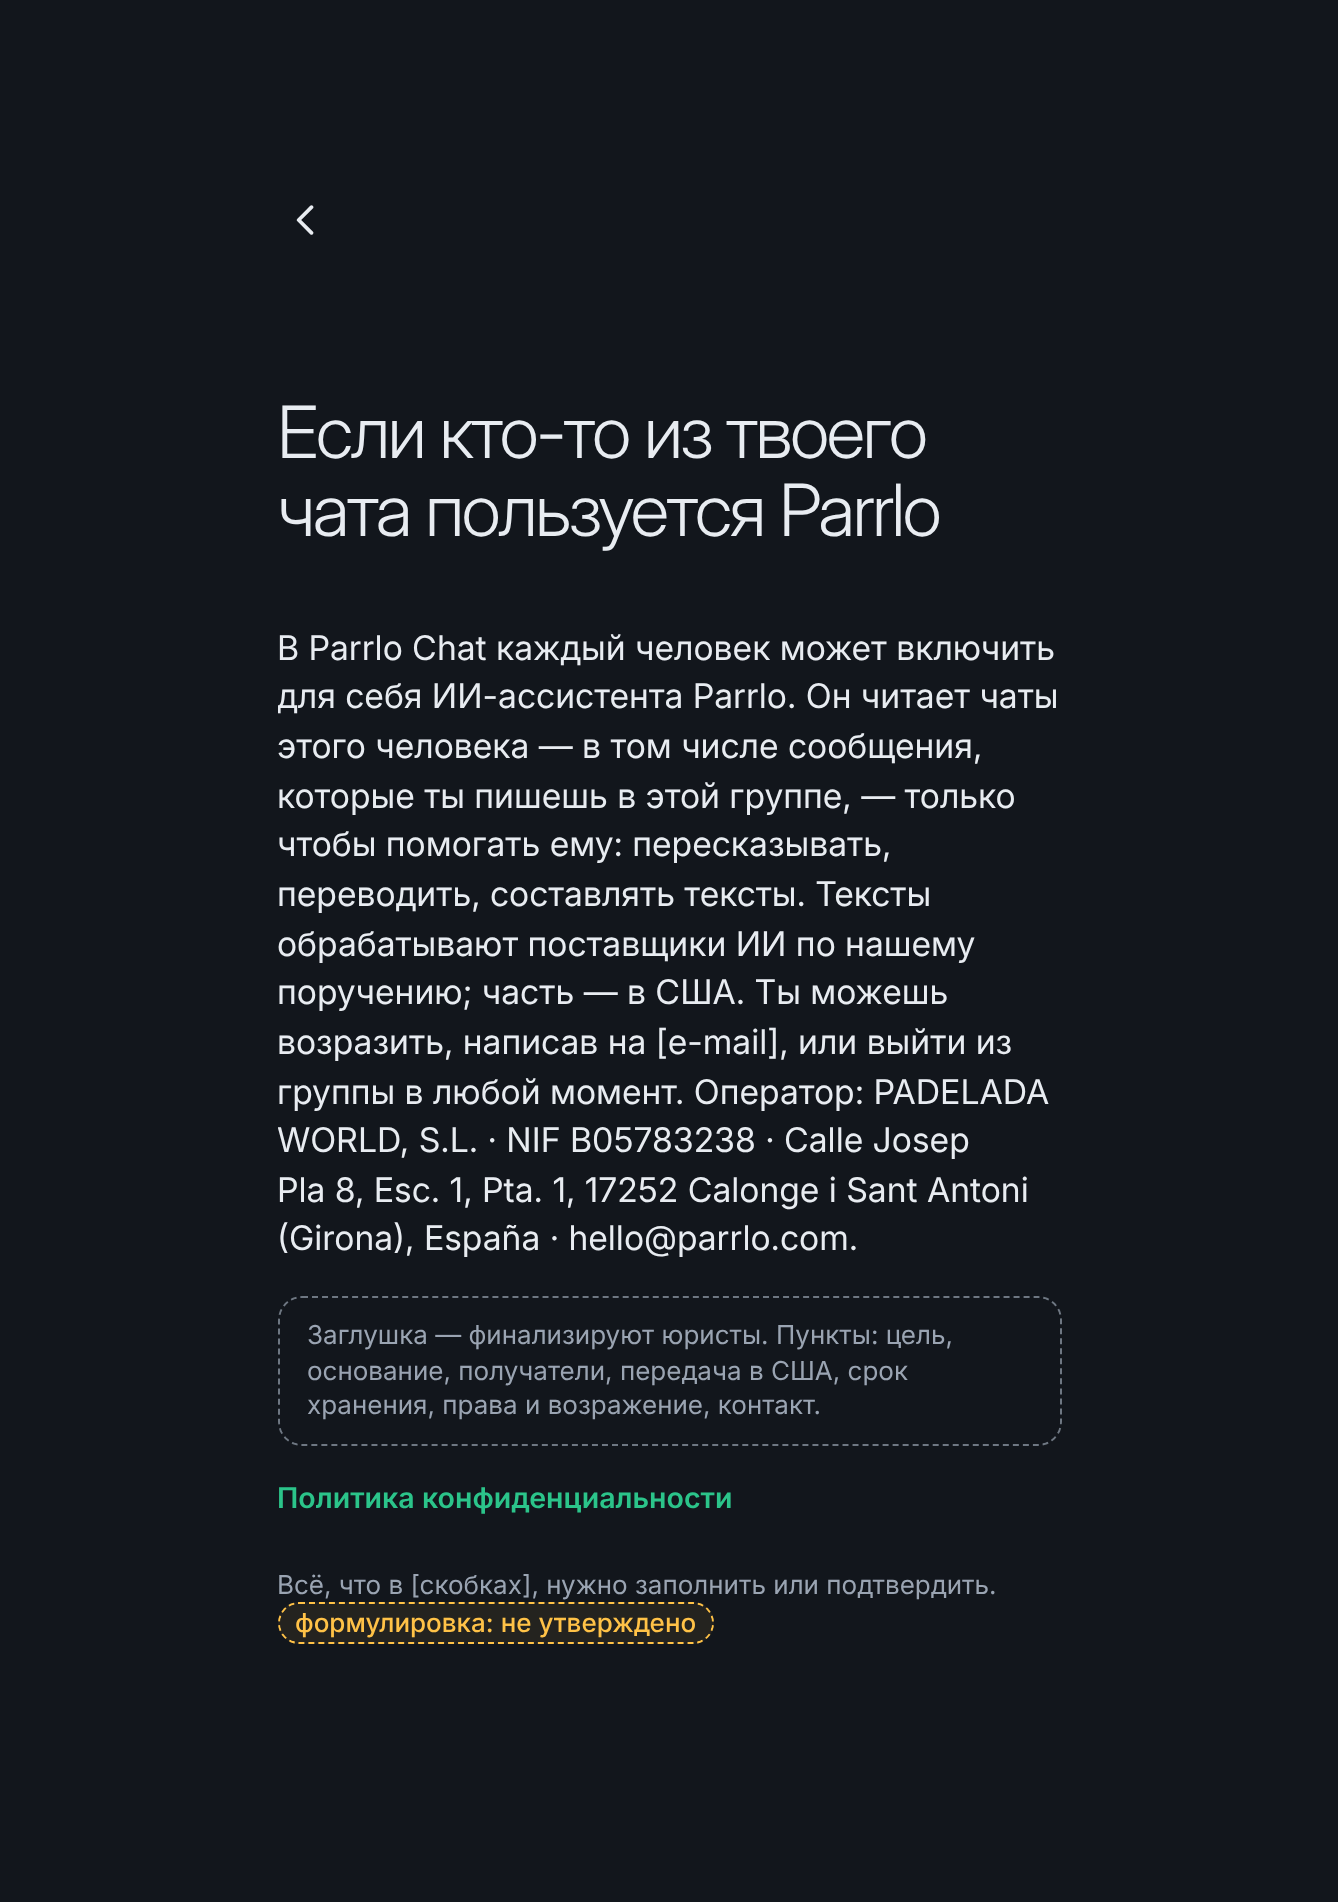 Если кто-то из твоего
чата пользуется Parrlo
В Parrlo Chat каждый человек может включить
для себя ИИ-ассистента Parrlo. Он читает чаты
этого человека — в том числе сообщения,
которые ты пишешь в этой группе, — только
чтобы помогать ему: пересказывать,
переводить, составлять тексты. Тексты
обрабатывают поставщики ИИ по нашему
поручению; часть — в США. Ты можешь
возразить, написав на [e-mail], или выйти из
группы в любой момент. Оператор: PADELADA
WORLD, S.L. · NIF B05783238 · Calle Josep
Pla 8, Esc. 1, Pta. 1, 17252 Calonge i Sant Antoni
(Girona), España · hello@parrlo.com.
Заглушка — финализируют юристы. Пункты: цель,
основание, получатели, передача в США, срок
хранения, права и возражение, контакт.
Политика конфиденциальности
Всё, что в [скобках], нужно заполнить или подтвердить.
формулировка: не утверждено